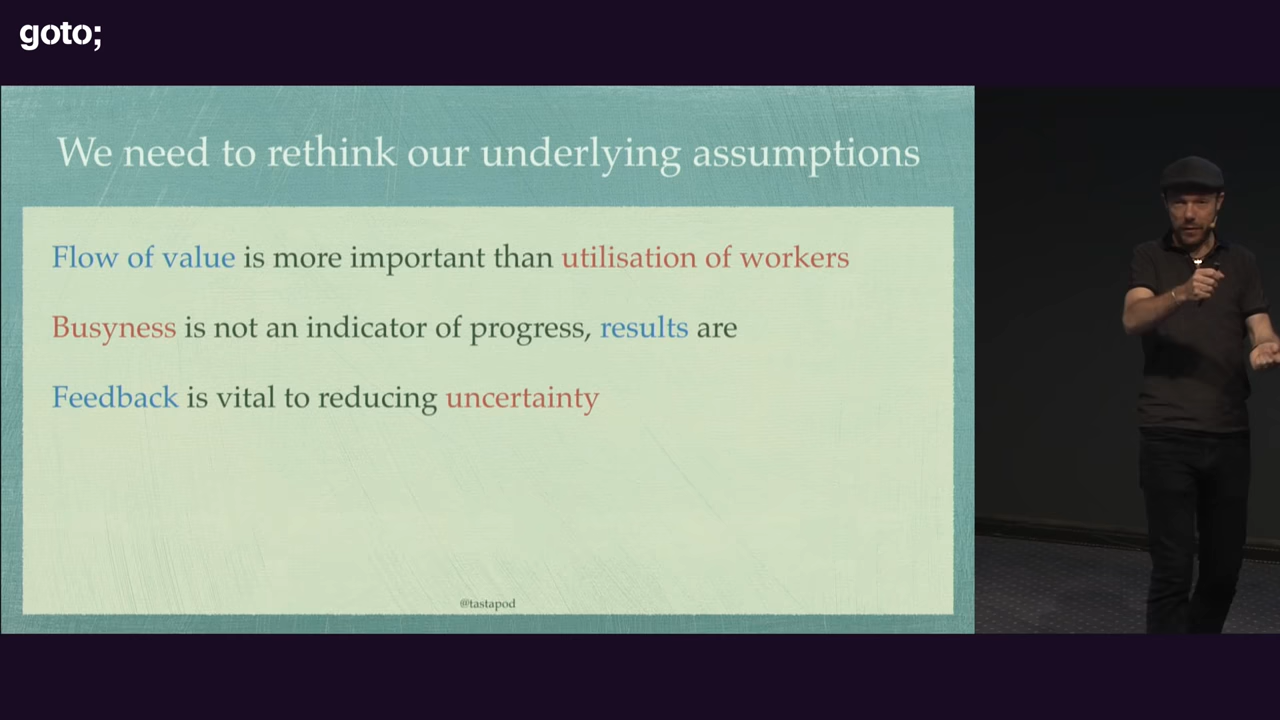 goto;
We need to rethink our underlying assumptions
Flow of value is more important than utilisation of workers
Busyness is not an indicator of progress, results are
Feedback is vital to reducing uncertainty
@tastapod